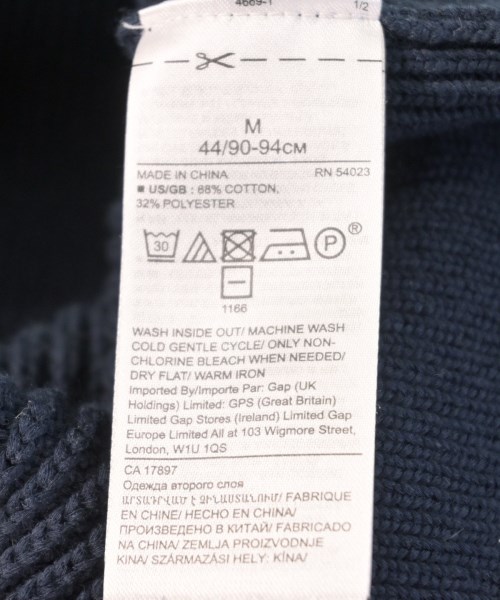 4669-1 1/2
M
44/90-94см
MADE IN CHINA RN 54023
■ US/GB : 68% COTTON,
32% POLYESTER
30 P ®
1166
WASH INSIDE OUT/ MACHINE WASH
COLD GENTLE CYCLE/ ONLY NON-
CHLORINE BLEACH WHEN NEEDED/
DRY FLAT/ WARM IRON
Imported By/Importe Par: Gap (UK
Holdings) Limited: GPS (Great Britain)
Limited Gap Stores (Ireland) Limited Gap
Europe Limited All at 103 Wigmore Street,
London, W1U 1QS
CA 17897
Одежда второго слоя
ԱՐՏԱԴՐՎԱԾ Է ՉԻՆԱՍՏԱՆՈՒՄ/ FABRIQUE
EN CHINE/ HECHO EN CHINA/
ПРОИЗВЕДЕНО В КИТАЙ/ FABRICADO
NA CHINA/ ZEMLJA PROIZVODNJE
KINA/ SZÁRMAZÁSI HELY: KÍNA/